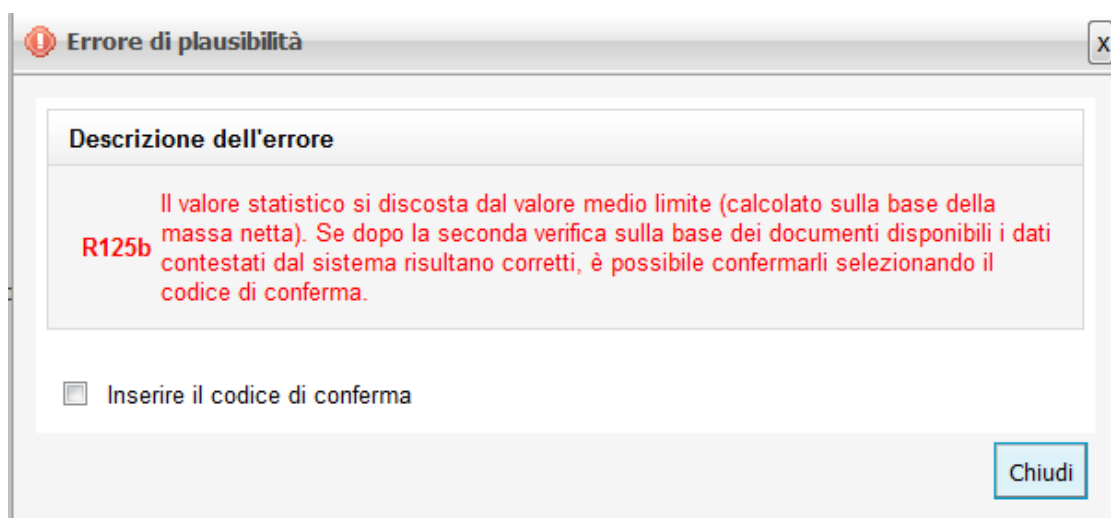 Errore di plausibilità
x
Descrizione dell'errore
Il valore statistico si discosta dal valore medio limite (calcolato sulla base della
massa netta). Se dopo la seconda verifica sulla base dei documenti disponibili i dati
R125b
contestati dal sistema risultano corretti, è possibile confermarli selezionando il
codice di conferma.
Inserire il codice di conferma
Chiudi